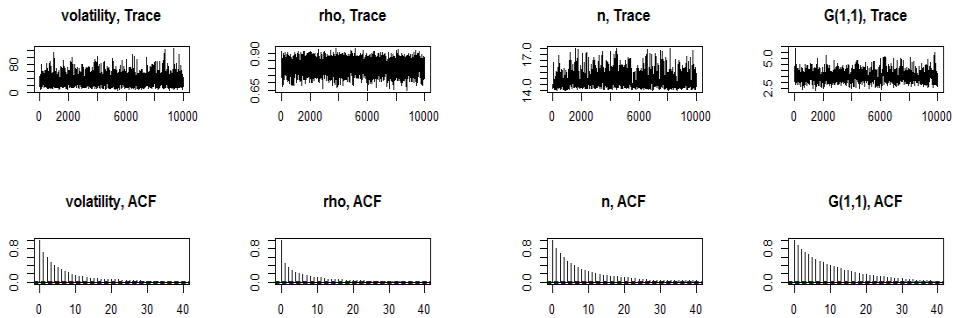 volatility, Trace
rho, Trace
n, Trace
G(1,1), Trace
0 80
0.65 0.90
14.0 17.0
2.5 5.0
0 2000 6000 10000
0 2000 6000 10000
0 2000 6000 10000
0 2000 6000 10000
volatility, ACF
rho, ACF
n, ACF
G(1,1), ACF
0.0 0.8
0.0 0.8
0.0 0.8
0.0 0.8
0 10 20 30 40
0 10 20 30 40
0 10 20 30 40
0 10 20 30 40